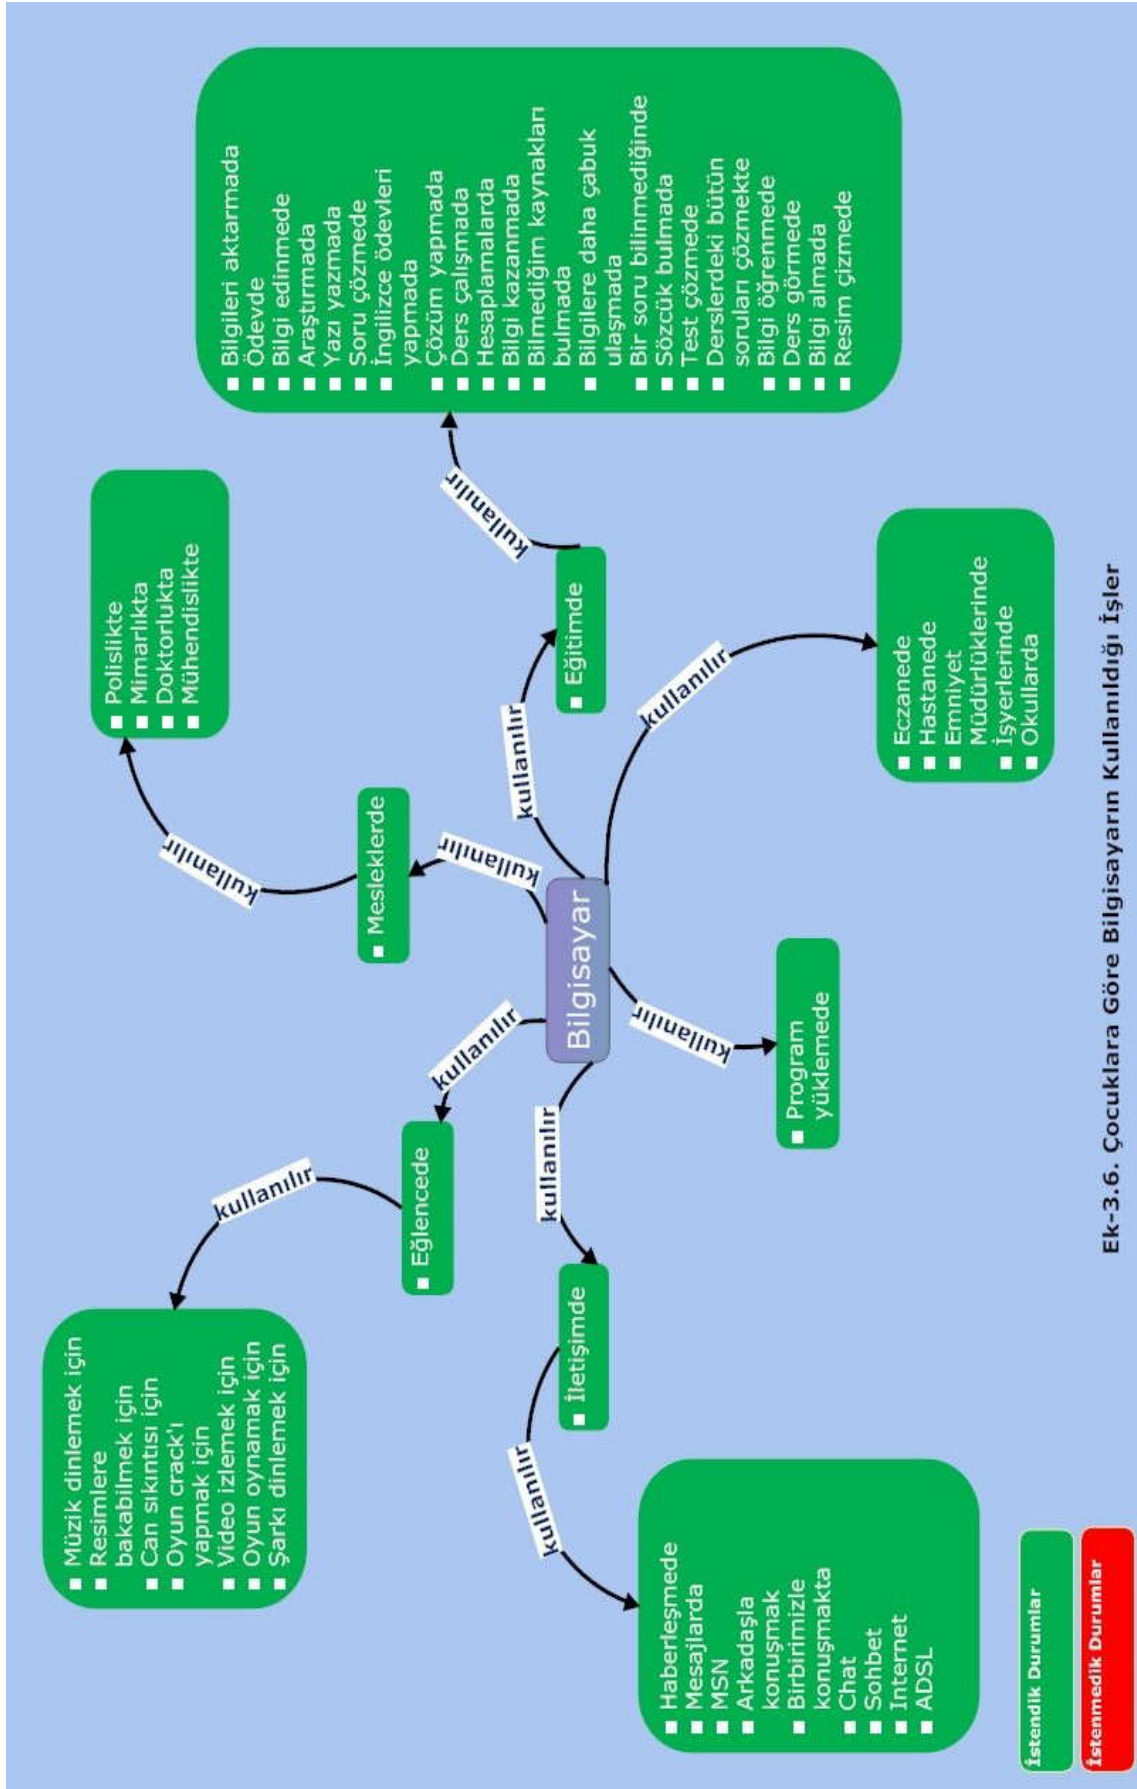 Müzik dinlemek için
Resimlere
bakabilmek için
Can sıkıntısı için
Oyun crack'ı
yapmak için
Video izlemek için
Oyun oynamak için
Şarkı dinlemek için
kullanılır
Eğlencede
kullanılır
Polislikte
Mimarlıkta
Doktorlukta
Mühendislikte
kullanılır
Mesleklerde
kullanılır
Bilgileri aktarmada
Ödevde
Bilgi edinmede
Araştırmada
Yazı yazmada
Soru çözmede
İngilizce ödevleri
yapmada
Çözüm yapmada
Ders çalışmada
Hesaplamalarda
Bilgi kazanmada
Bilmediğim kaynakları
bulmada
Bilgilere daha çabuk
ulaşmada
Bir soru bilinmediğinde
Sözcük bulmada
Test çözmede
Derslerdeki bütün
soruları çözmekte
Bilgi öğrenmede
Ders görmede
Bilgi almada
Resim çizmede
kullanılır
Eğitimde
kullanılır
Bilgisayar
kullanılır
İletişimde
kullanılır
Haberleşmede
Mesajlarda
MSN
Arkadaşla
konuşmak
Birbirimizle
konuşmakta
Chat
Sohbet
Internet
ADSL
kullanılır
Program
yüklemede
kullanılır
Eczanede
Hastanede
Emniyet
Müdürlüklerinde
İşyerlerinde
Okullarda
İstendik Durumlar
İstenmedik Durumlar
Ek-3.6. Çocuklara Göre Bilgisayarın Kullanıldığı İşler